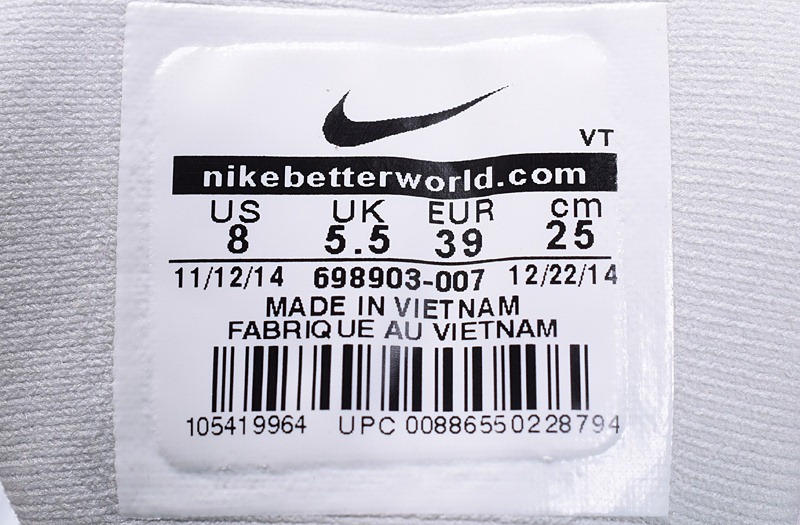 VT
nikebetterworld.com
US UK EUR cm
8 5.5 39 25
11/12/14 698903-007 12/22/14
MADE IN VIETNAM
FABRIQUE AU VIETNAM
105419964 UPC 00886550228794